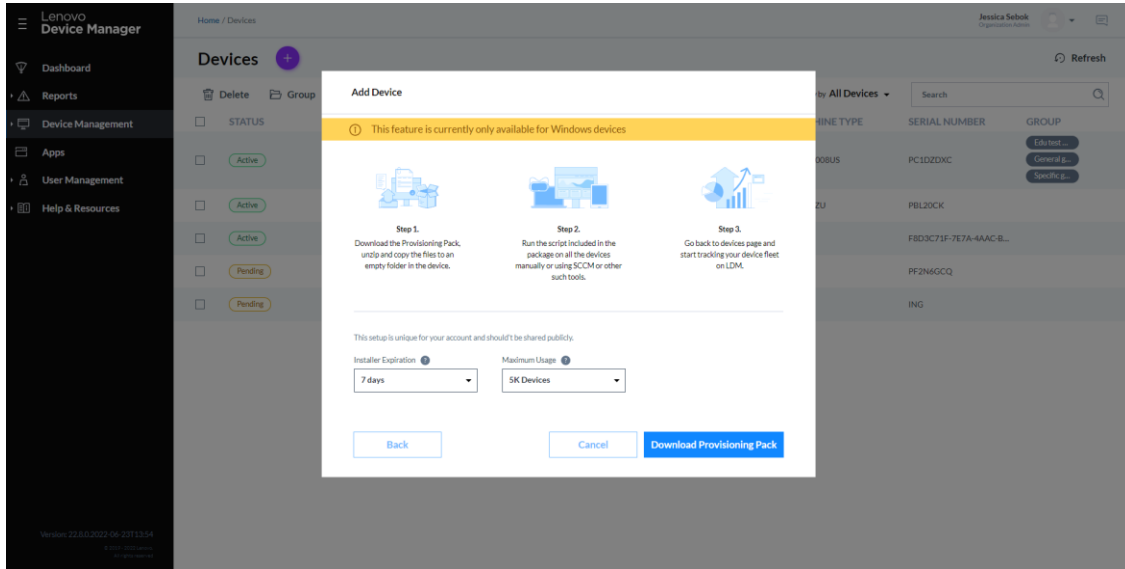 Lenovo
Device Manager
Home / Devices
Jessica Sebok
Organization Admin
Dashboard
Reports
Device Management
Apps
User Management
Help & Resources
Version: 22.8.0.2022-06-23T13:54
All rights reserved
Devices
Refresh
Delete
Group
by All Devices
Search
STATUS
HINE TYPE
SERIAL NUMBER
GROUP
Active
008US
PC1DZDXC
Edu test ...
General g...
Specific g...
Active
ZU
PBL20CK
Active
F8D3C71F-7E7A-4AAC-B...
Pending
PF2N6GCQ
Pending
ING
Add Device
This feature is currently only available for Windows devices
Step 1.
Download the Provisioning Pack,
unzip and copy the files to an
empty folder in the device.
Step 2.
Run the script included in the
package on all the devices
manually or using SCCM or other
such tools.
Step 3.
Go back to devices page and
start tracking your device fleet
on LDM.
This setup is unique for your account and should't be shared publicly.
Installer Expiration
Maximum Usage
7 days
5K Devices
Back
Cancel
Download Provisioning Pack